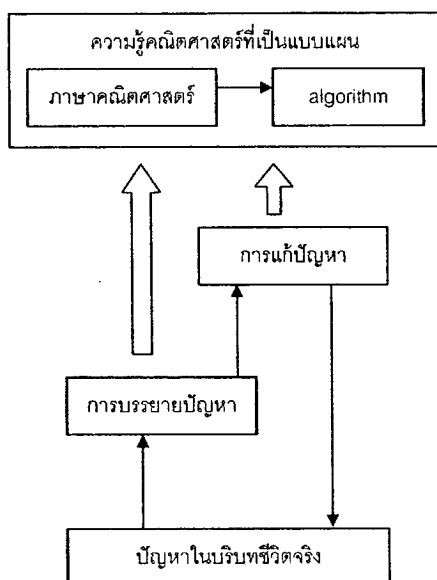 ความรู้คณิตศาสตร์ที่เป็นแบบแผน
ภาษาคณิตศาสตร์
algorithm
การแก้ปัญหา
การบรรยายปัญหา
ปัญหาในบริบทชีวิตจริง